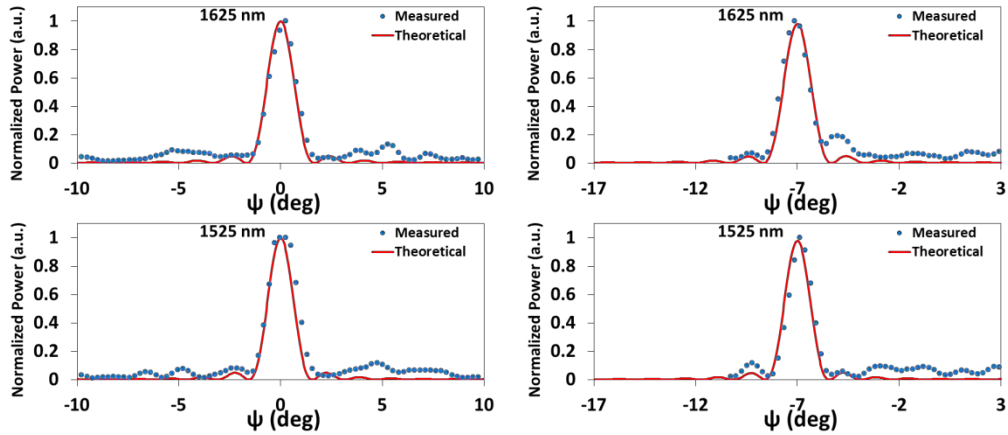 Normalized Power (a.u.)
1
0.8
0.6
0.4
0.2
0
1625 nm
Measured
Theoretical
-10 -5 0 5 10
ψ (deg)
Normalized Power (a.u.)
1
0.8
0.6
0.4
0.2
0
1625 nm
Measured
Theoretical
-17 -12 -7 -2 3
ψ (deg)
Normalized Power (a.u.)
1
0.8
0.6
0.4
0.2
0
1525 nm
Measured
Theoretical
-10 -5 0 5 10
ψ (deg)
Normalized Power (a.u.)
1
0.8
0.6
0.4
0.2
0
1525 nm
Measured
Theoretical
-17 -12 -7 -2 3
ψ (deg)